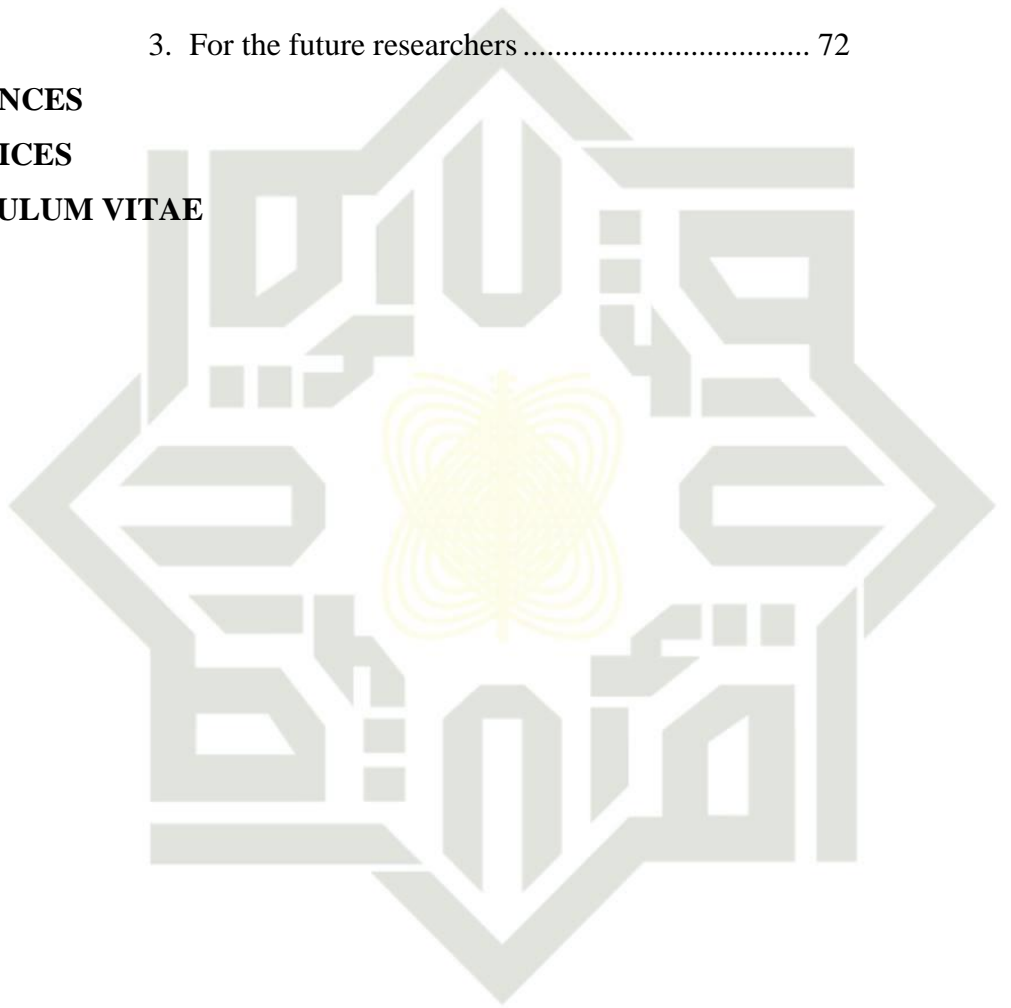 3. For the future researchers .................................... 72
NCES
ICES
ULUM VITAE